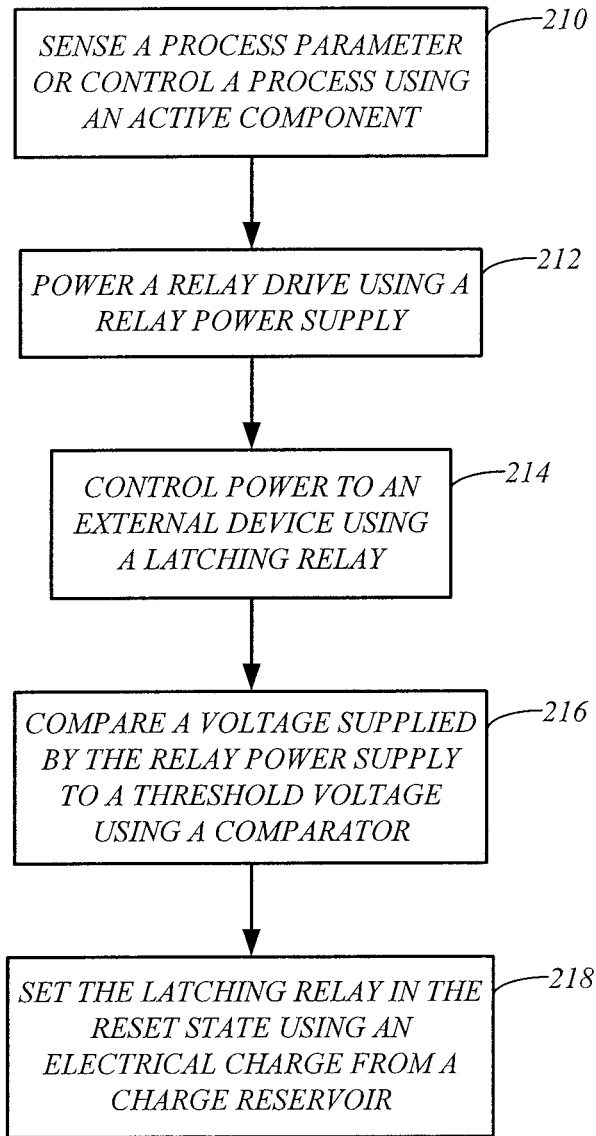 210
SENSE A PROCESS PARAMETER
OR CONTROL A PROCESS USING
AN ACTIVE COMPONENT
212
POWER A RELAY DRIVE USING A
RELAY POWER SUPPLY
214
CONTROL POWER TO AN
EXTERNAL DEVICE USING
A LATCHING RELAY
216
COMPARE A VOLTAGE SUPPLIED
BY THE RELAY POWER SUPPLY
TO A THRESHOLD VOLTAGE
USING A COMPARATOR
218
SET THE LATCHING RELAY IN THE
RESET STATE USING AN
ELECTRICAL CHARGE FROM A
CHARGE RESERVOIR